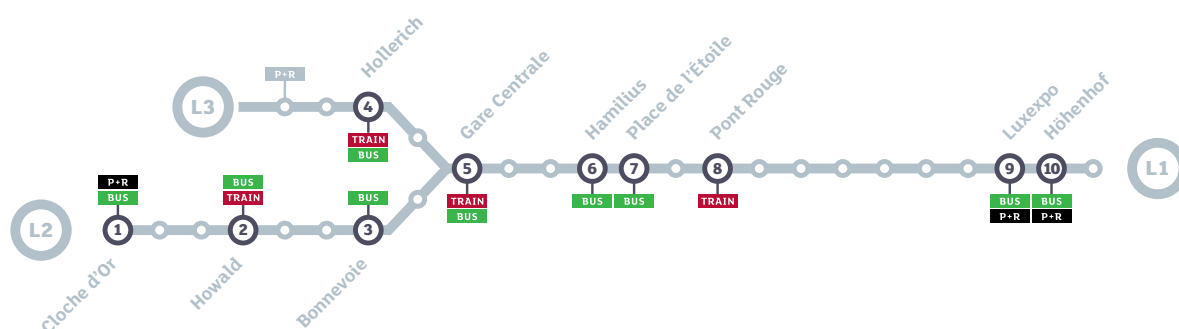 L3
P+R
Hollerich
4
TRAIN
BUS
Gare Centrale
5
TRAIN
BUS
Hamilius
6
BUS
Place de l'Étoile
7
BUS
Pont Rouge
8
TRAIN
Luxexpo
9
BUS
P+R
Höhenhof
10
BUS
P+R
L1
L2
P+R
BUS
1
Cloche d'Or
BUS
TRAIN
2
Howald
BUS
3
Bonnevoie